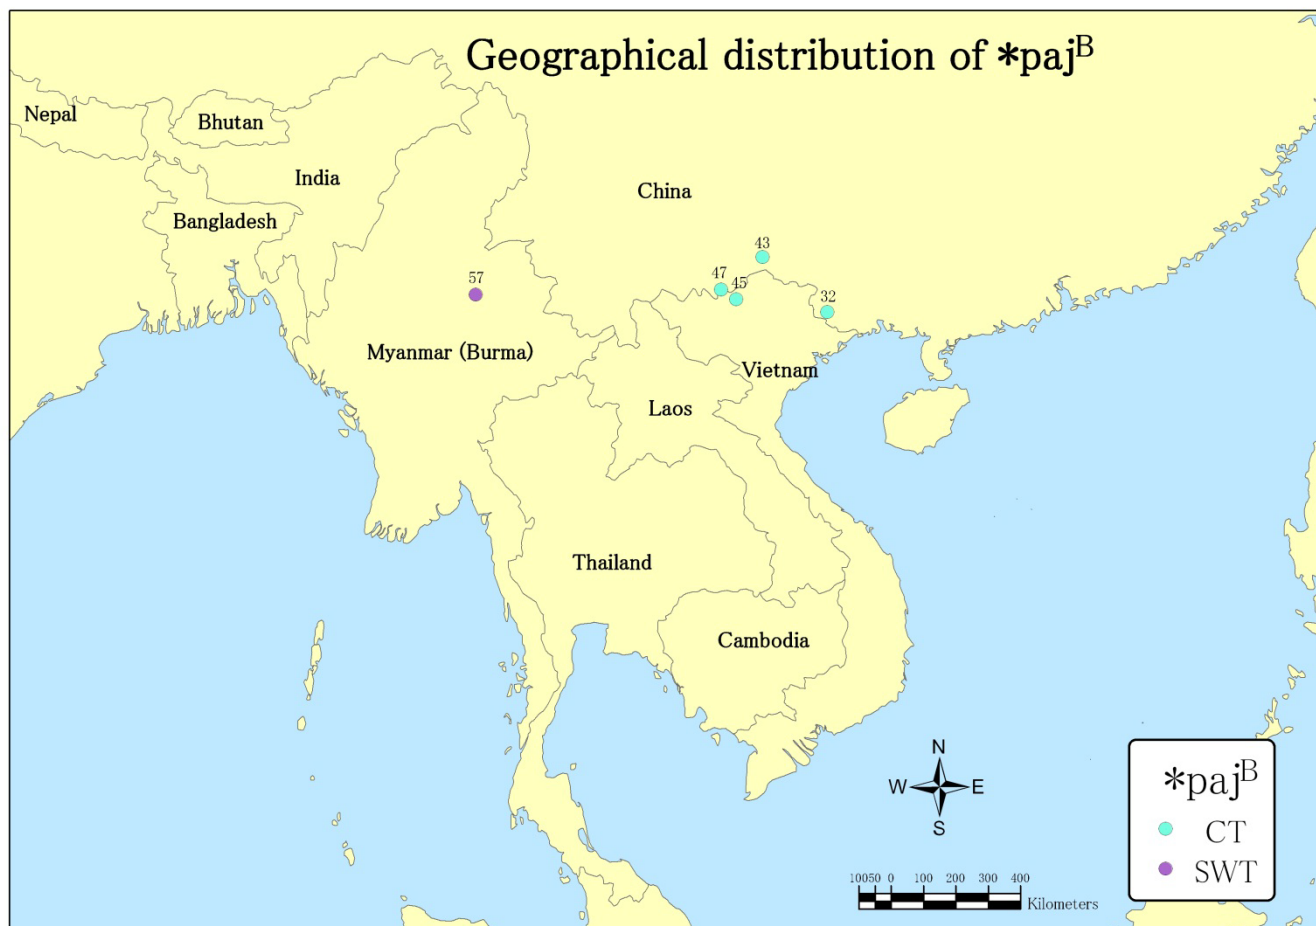 Geographical distribution of *pajᴮ
Nepal
Bhutan
India
China
Bangladesh
43
57
47
45
32
Myanmar (Burma)
Vietnam
Laos
Thailand
Cambodia
N
W E
S
*pajᴮ
CT
SWT
10050 0 100 200 300 400
Kilometers